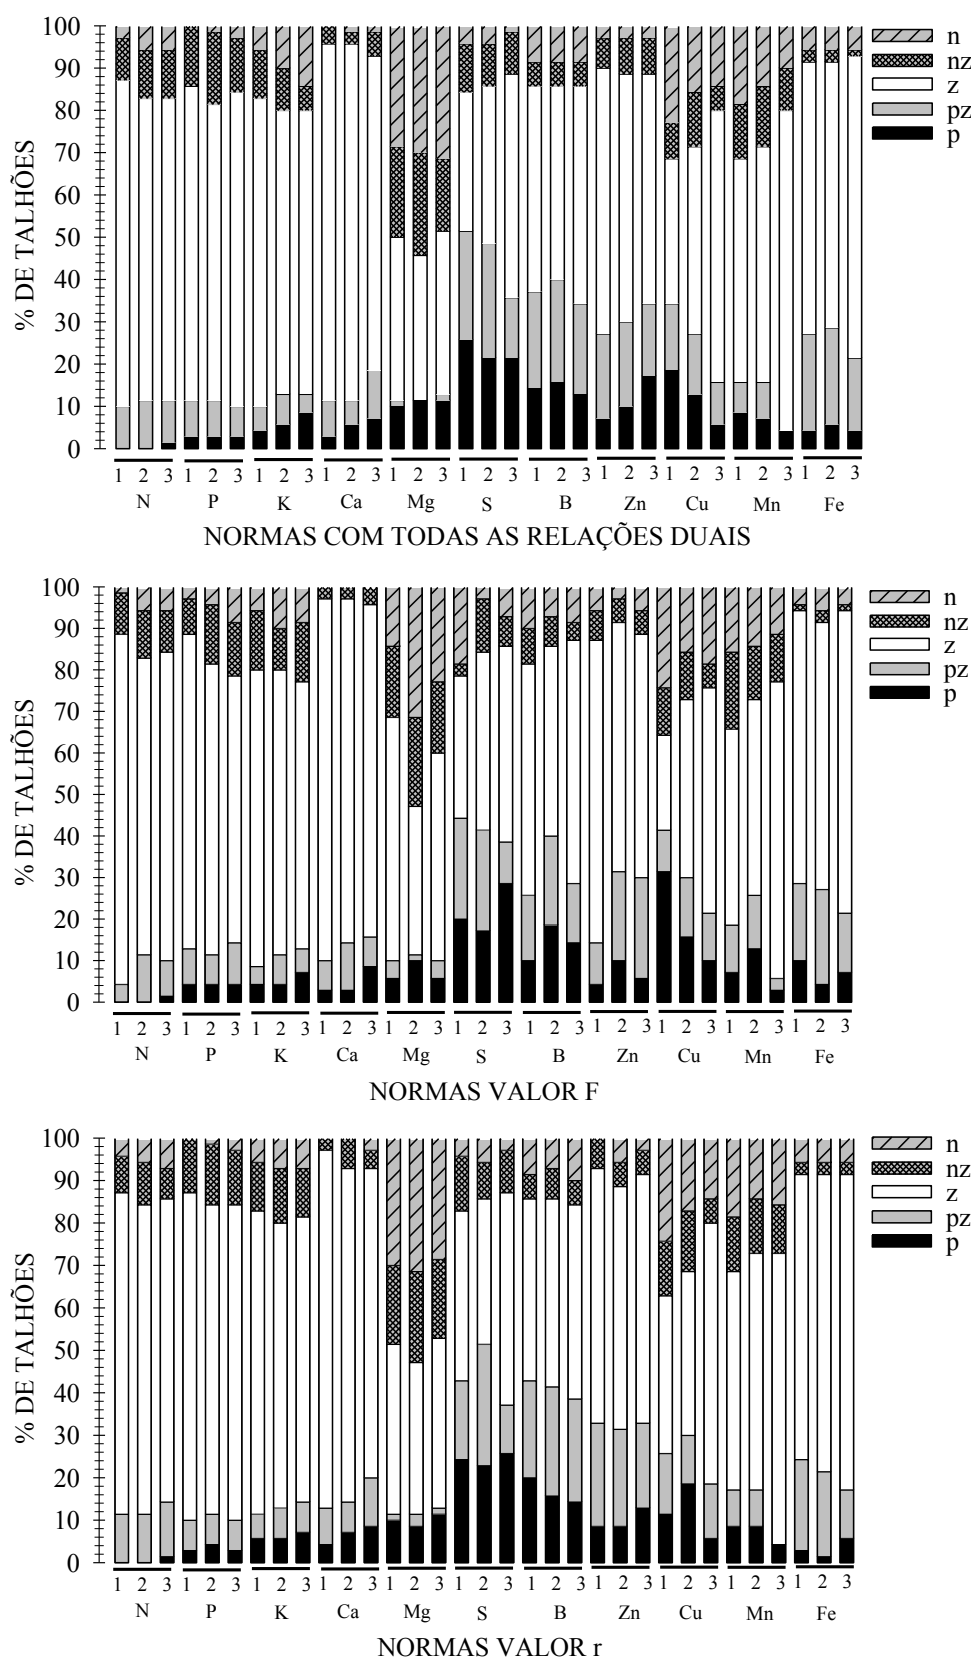 100
90
80
70
60
50
40
30
20
10
0
% DE TALHÕES
n
nz
z
pz
p
1 2 3 1 2 3 1 2 3 1 2 3 1 2 3 1 2 3 1 2 3 1 2 3 1 2 3 1 2 3 1 2 3
N P K Ca Mg S B Zn Cu Mn Fe
NORMAS COM TODAS AS RELAÇÕES DUAIS
100
90
80
70
60
50
40
30
20
10
0
% DE TALHÕES
n
nz
z
pz
p
1 2 3 1 2 3 1 2 3 1 2 3 1 2 3 1 2 3 1 2 3 1 2 3 1 2 3 1 2 3 1 2 3
N P K Ca Mg S B Zn Cu Mn Fe
NORMAS VALOR F
100
90
80
70
60
50
40
30
20
10
0
% DE TALHÕES
n
nz
z
pz
p
1 2 3 1 2 3 1 2 3 1 2 3 1 2 3 1 2 3 1 2 3 1 2 3 1 2 3 1 2 3 1 2 3
N P K Ca Mg S B Zn Cu Mn Fe
NORMAS VALOR r